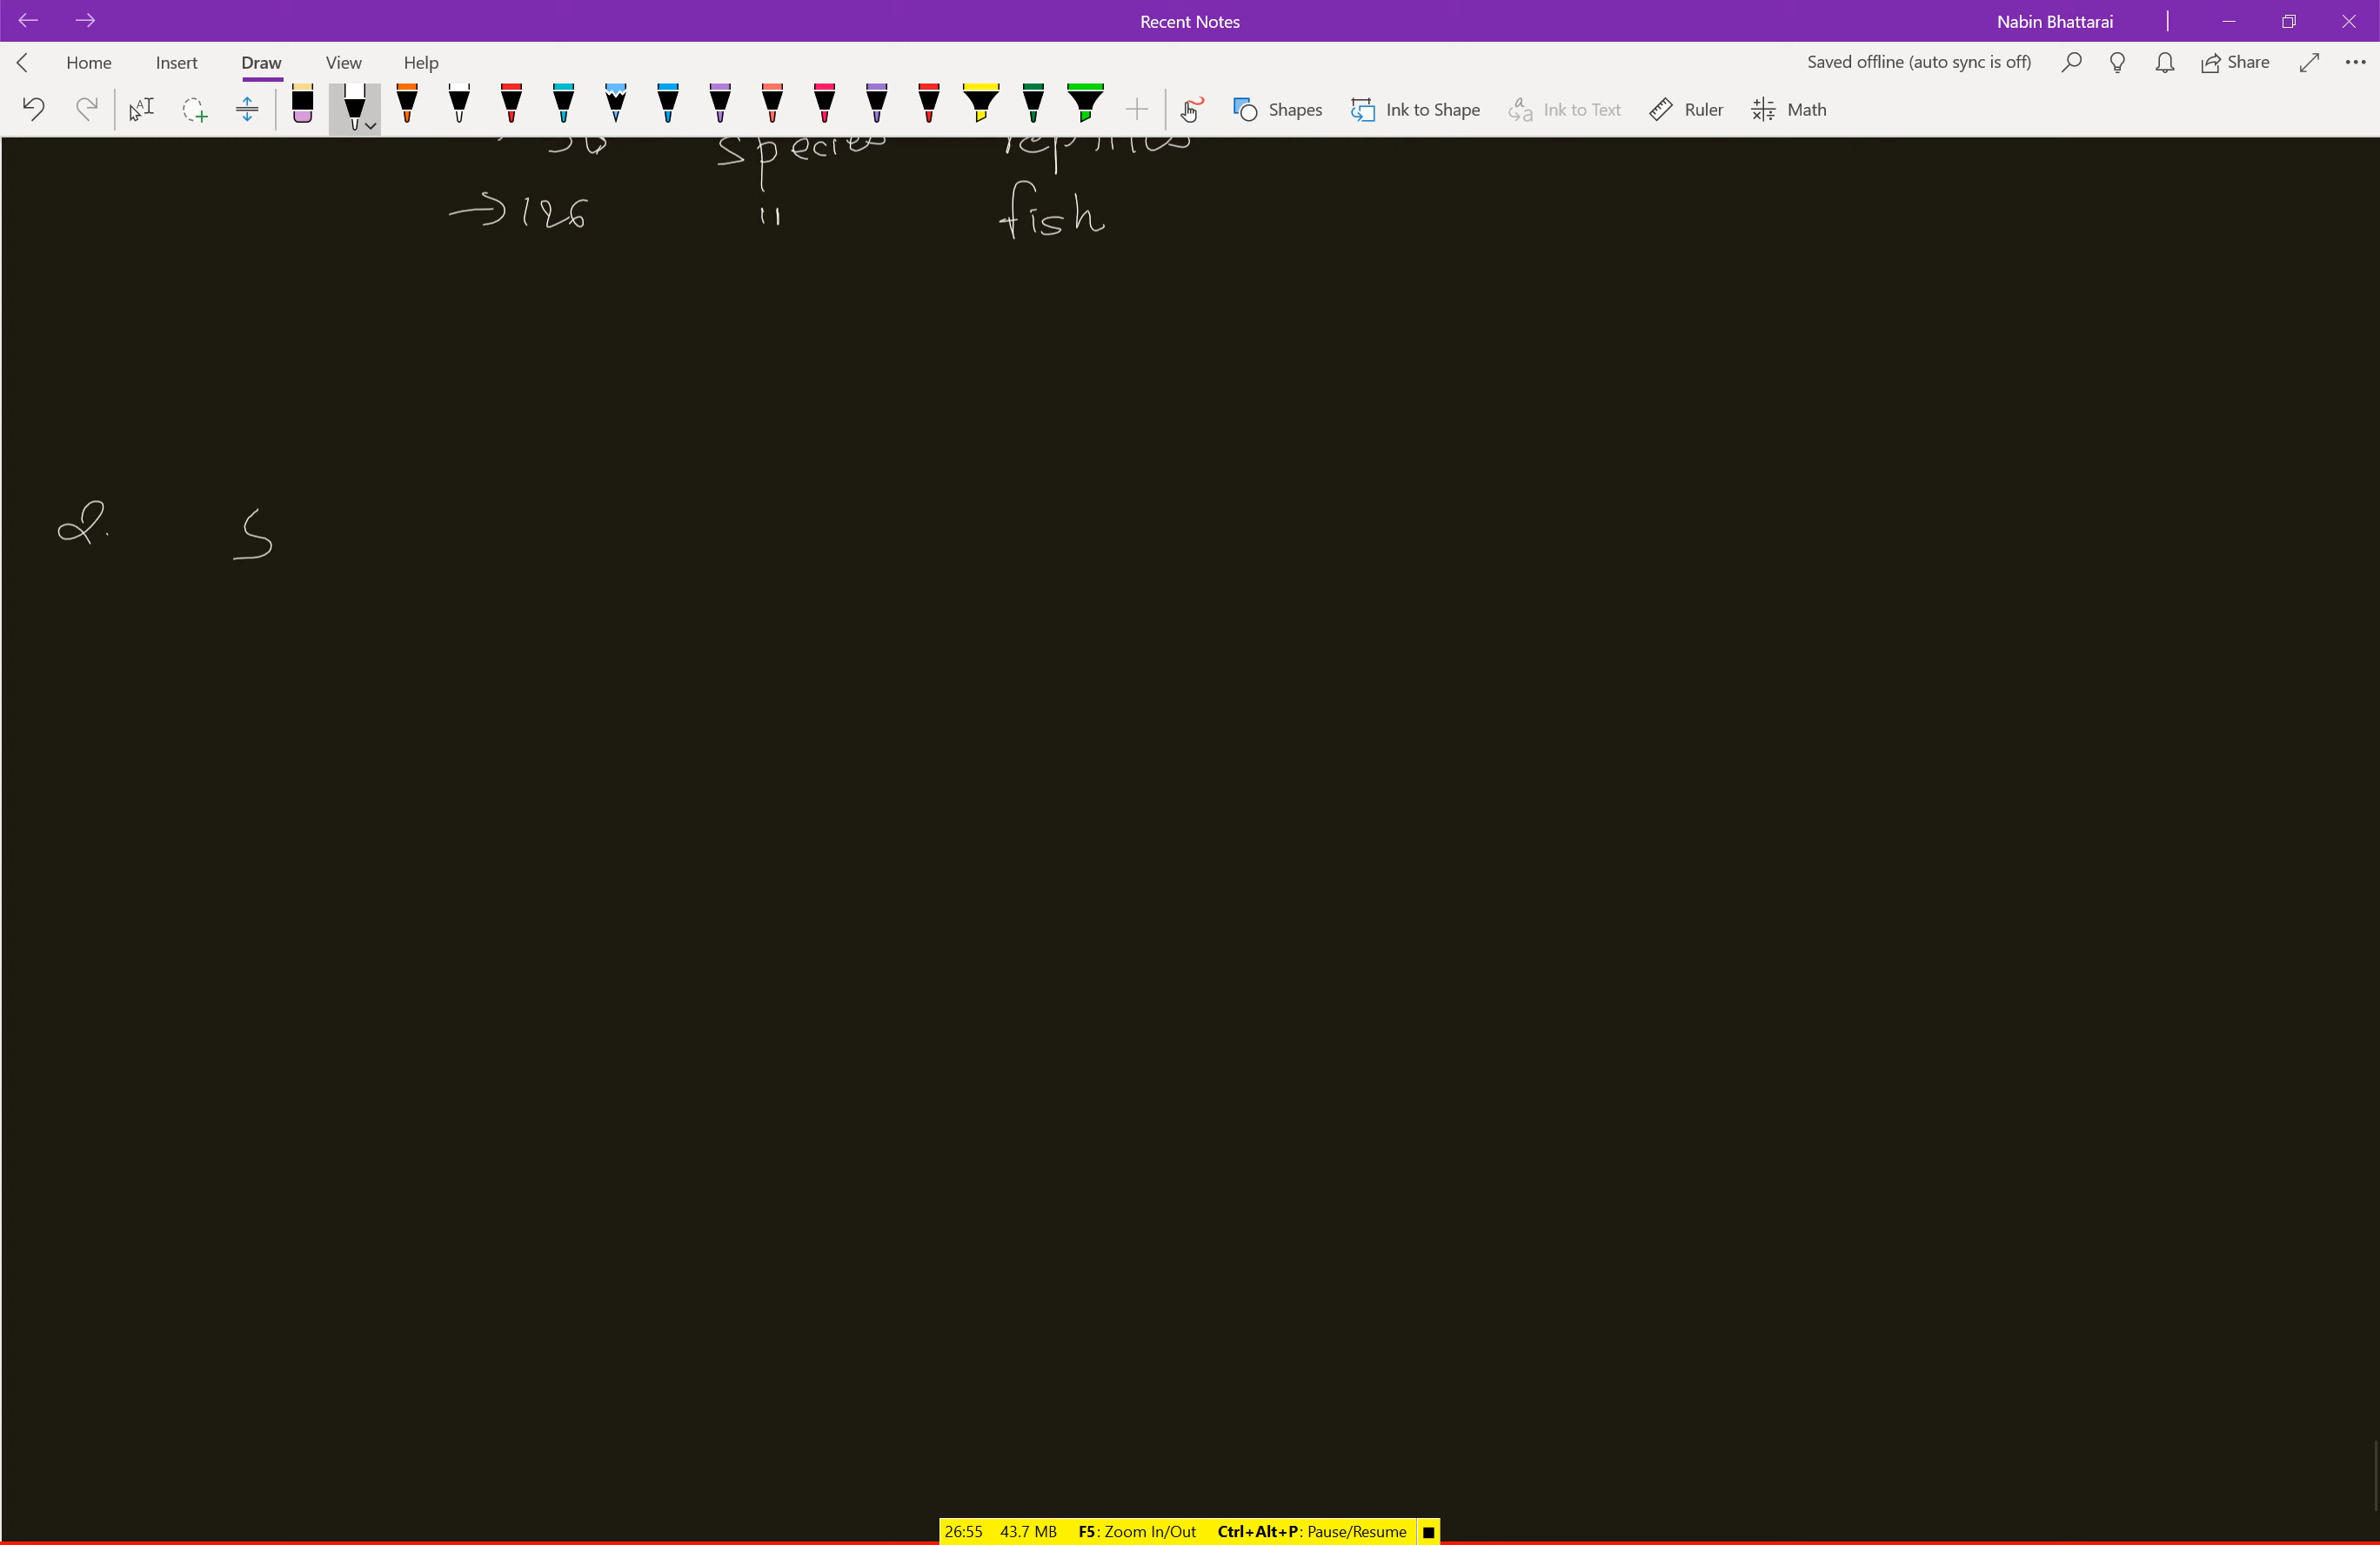 Recent Notes
Nabin Bhattarai
Home Insert Draw View Help
Saved offline (auto sync is off) Share
Shapes Ink to Shape Ink to Text Ruler Math
species
→ 126 " fish
2. S
26:55 43.7 MB F5: Zoom In/Out Ctrl+Alt+P: Pause/Resume